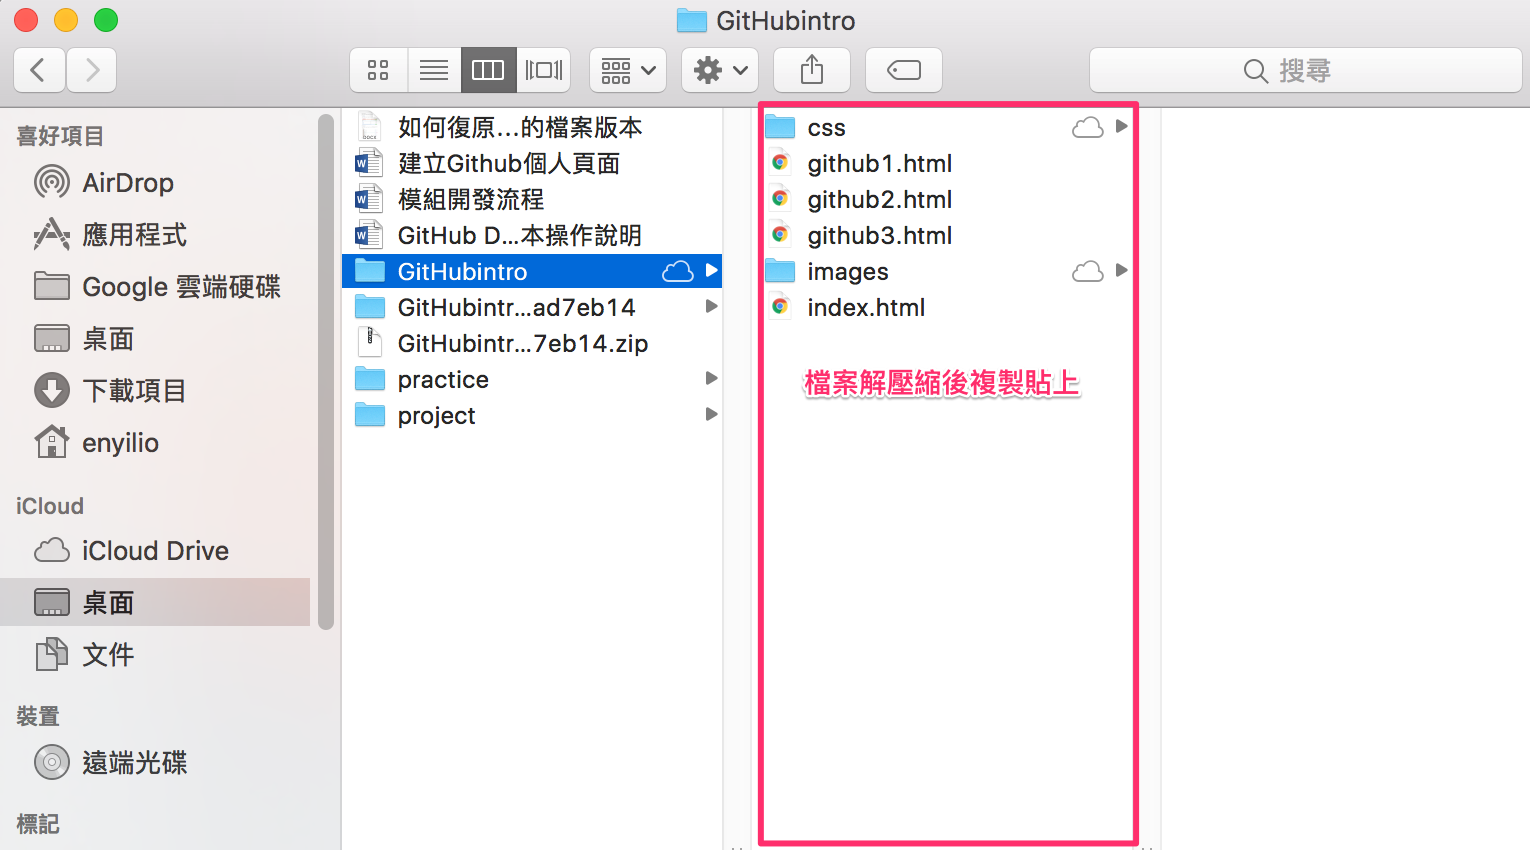 GitHubintro
搜尋
喜好項目
AirDrop
應用程式
Google 雲端硬碟
桌面
下載項目
enyilio
iCloud
iCloud Drive
桌面
文件
裝置
遠端光碟
標記
如何復原...的檔案版本
建立Github個人頁面
模組開發流程
GitHub D...本操作說明
GitHubintro
GitHubintr...ad7eb14
GitHubintr...7eb14.zip
practice
project
css
github1.html
github2.html
github3.html
images
index.html
檔案解壓縮後複製貼上